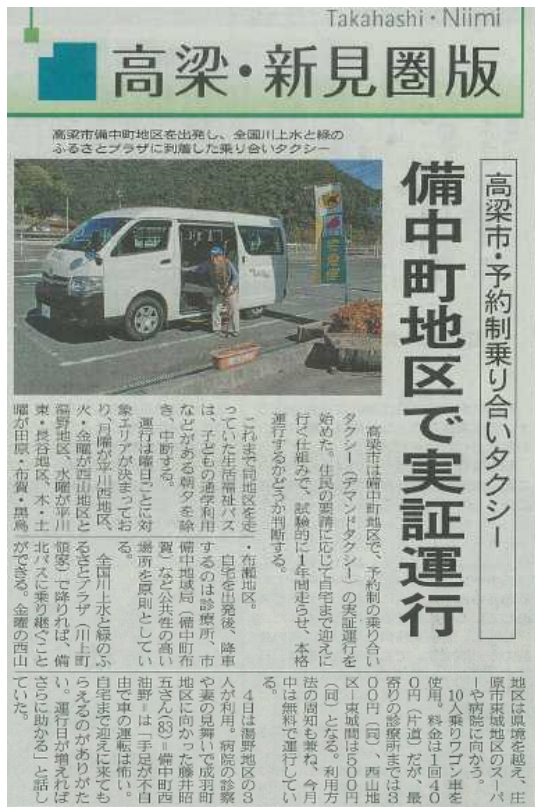 Takahashi・Niimi
高梁・新見圏版
高梁市備中町地区を出発し、全国川上水と緑の
ふるさとプラザに到着した乗り合いタクシー
高梁市・予約制乗り合いタクシー
備中町地区で実証運行
高梁市は備中町地区で、予約制の乗り合い
タクシー(デマンドタクシー)の実証運行を
始めた。住民の要請に応じて自宅まで迎えに
行く仕組みで、試験的に1年間走らせ、本格
運行するかどうか判断する。
これまで同地区を走
っていた生活福祉バス
は、子どもの通学利用
などがある朝夕を除
き、中断する。
運行は曜日ごとに対
象エリアが決まってお
り、月曜が平川西地区、
火・金曜が西山地区と
湯野地区、水曜が平川
東・長谷地区、木・土
曜が田原・布賀・黒鳥
・布瀬地区。
自宅を出発後、降車
するのは診療所、市
備中地域局(備中町布
賀)など公共性の高い
場所を原則としてい
る。
全国川上水と緑のふ
るさとプラザ(川上町
領家)で降りれば、備
北バスに乗り継ぐこと
ができる。金曜の西山
地区は県境を越え、庄
原市東城地区のスーパ
ーや病院に向かう。
10人乗りワゴン車を
使用。料金は1回40
0円(片道)だが、最
寄りの診療所までは3
00円(同)、西山地
区―東城間は500円
(同)となる。利用方
法の周知も兼ね、今月
中は無料で運行してい
る。
4日は湯野地区の3
人が利用。病院の診察
や妻の見舞いで成羽町
地区に向かった藤井昭
五さん(83)=備中町西
油野=は「手足が不自
由で車の運転は怖い。
自宅まで迎えに来ても
らえるのがありがた
い。運行日が増えれば
さらに助かる」と話し
ていた。